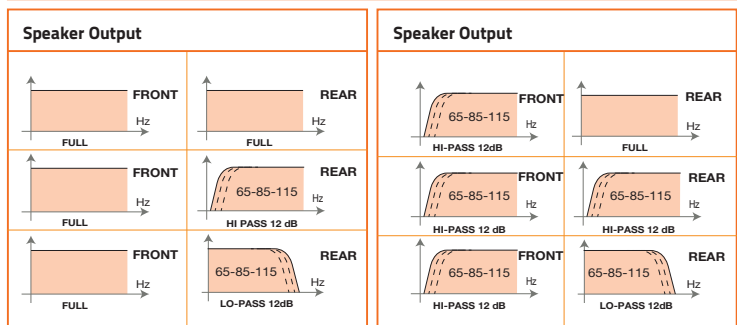 Speaker Output
FRONT
Hz
FULL
REAR
Hz
FULL
FRONT
Hz
FULL
REAR
65-85-115
Hz
HI PASS 12 dB
FRONT
Hz
FULL
REAR
65-85-115
Hz
LO-PASS 12dB
Speaker Output
FRONT
65-85-115
Hz
HI-PASS 12dB
REAR
Hz
FULL
FRONT
65-85-115
Hz
HI-PASS 12 dB
REAR
65-85-115
Hz
HI-PASS 12 dB
FRONT
65-85-115
Hz
HI-PASS 12 dB
REAR
65-85-115
Hz
LO-PASS 12dB